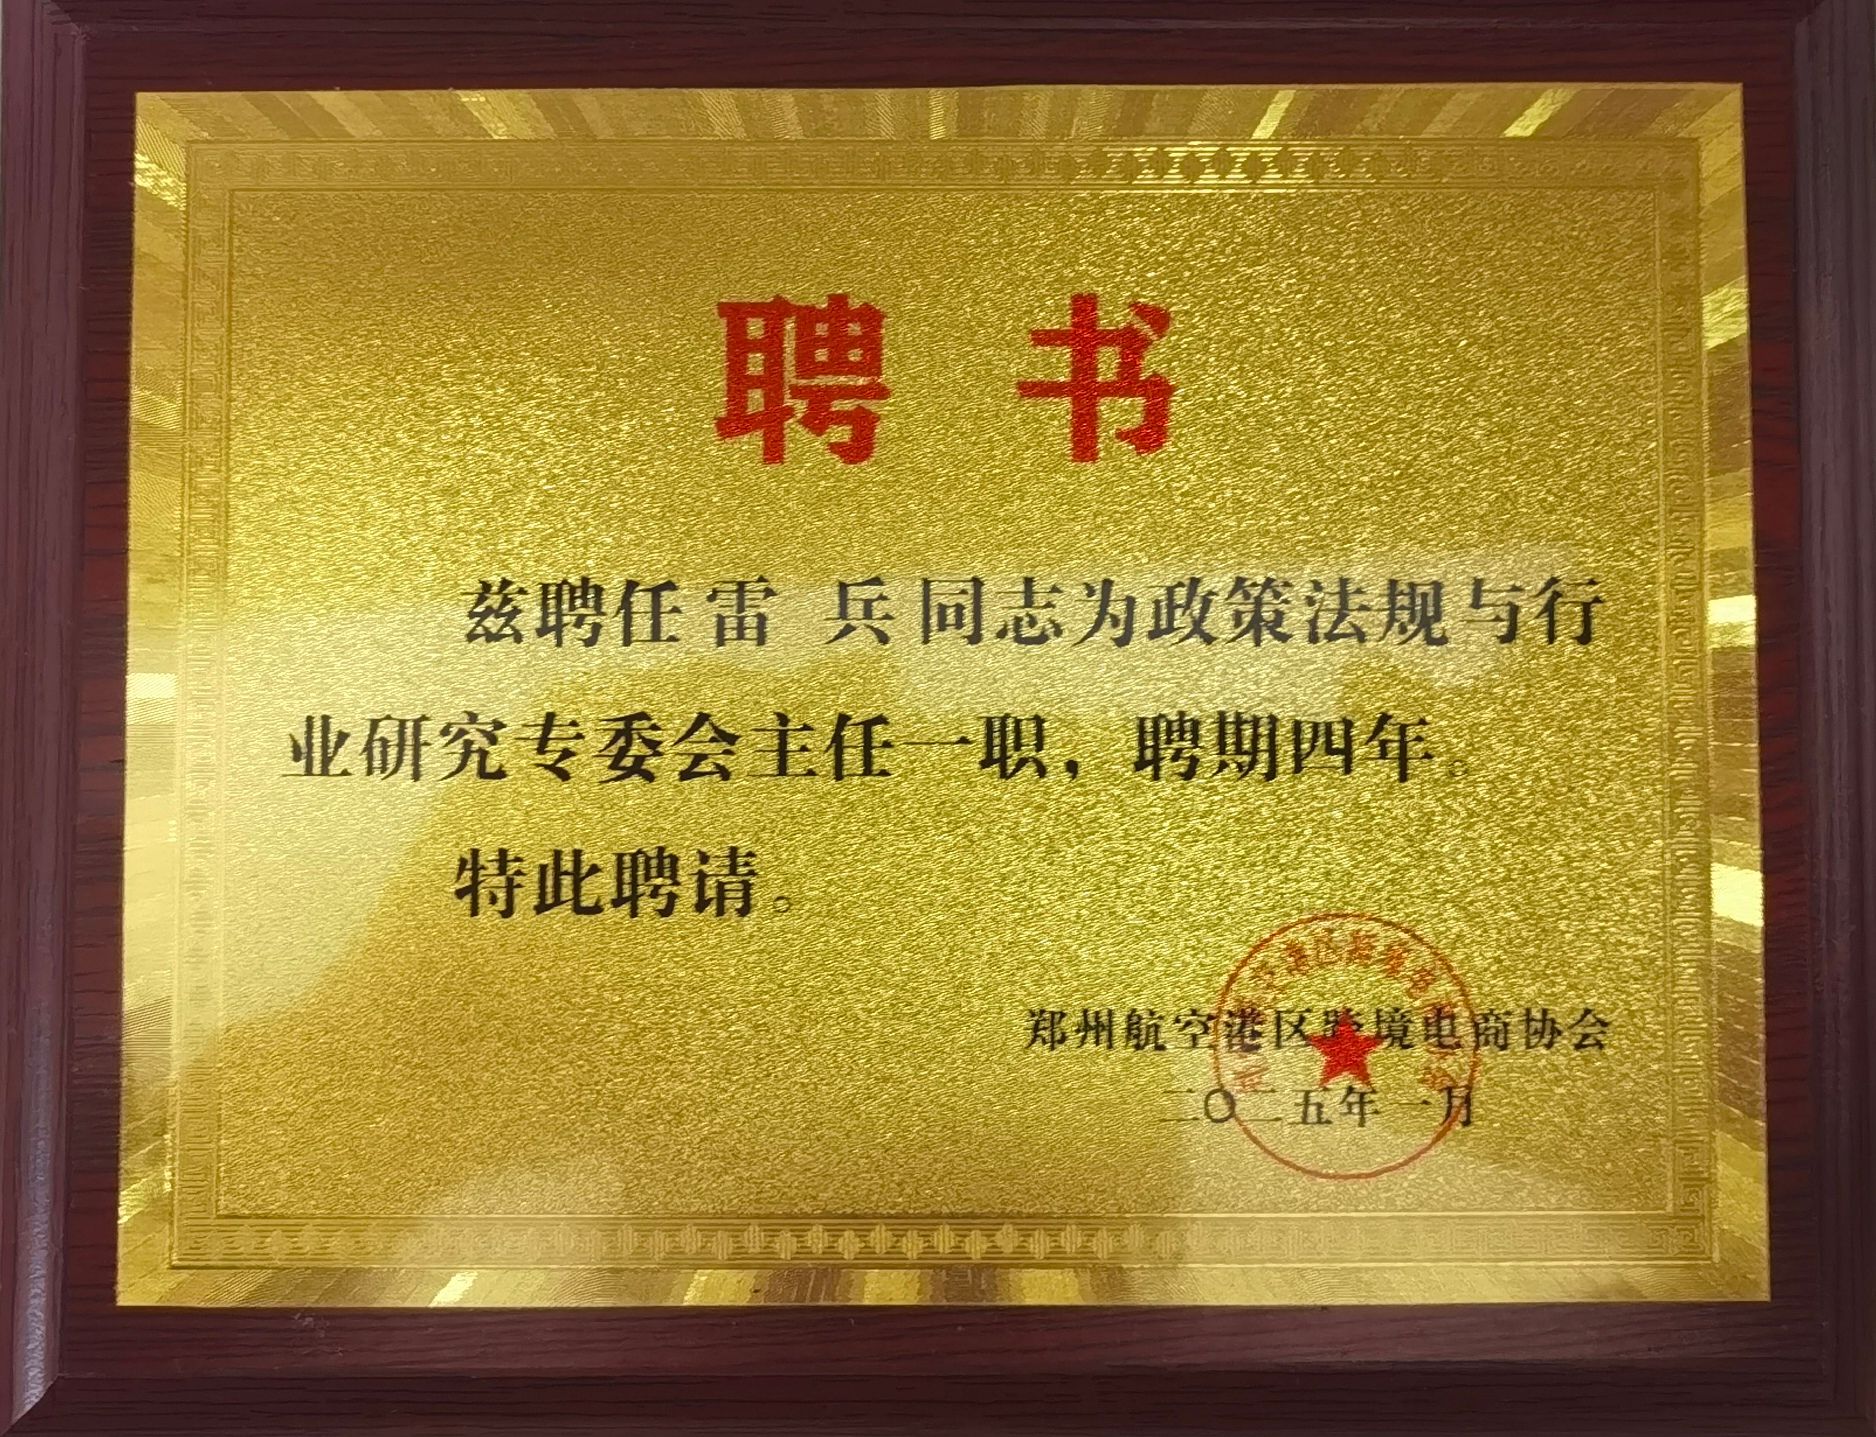 聘 书
兹聘任雷 兵同志为政策法规与行
业研究专委会主任一职，聘期四年。
特此聘请。
郑州航空港区跨境电商协会
二〇二五年一月